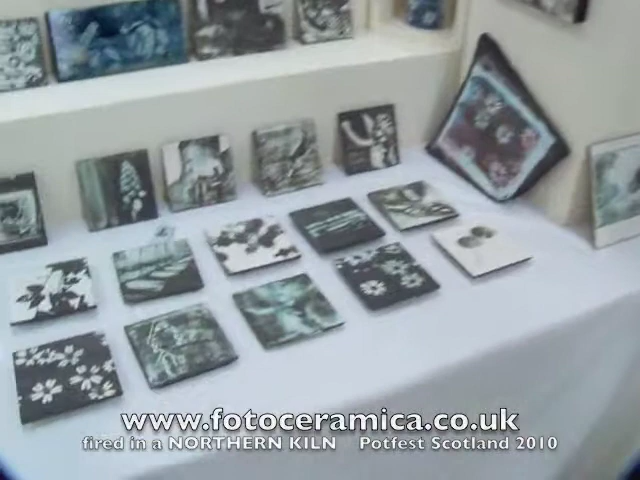 www.fotoceramica.co.uk
fired in a NORTHERN KILN Potfest Scotland 2010